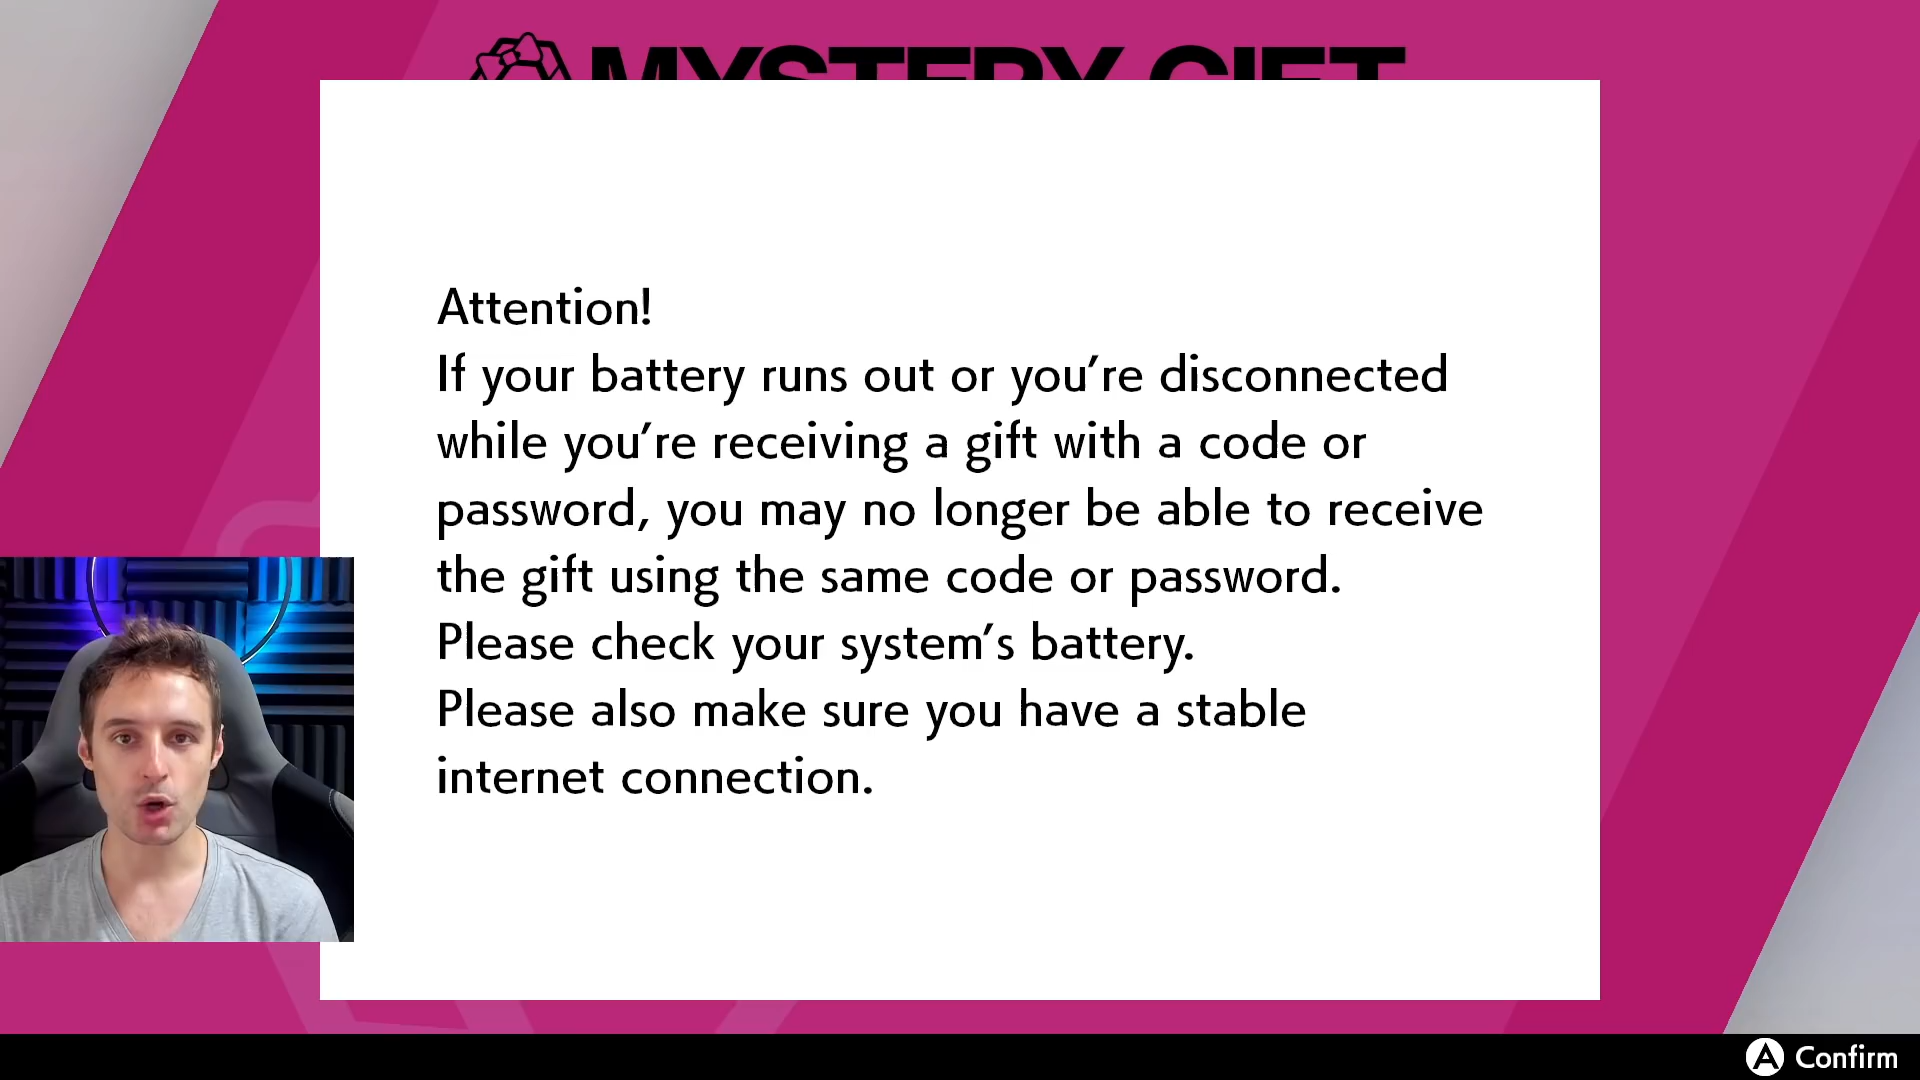 MYSTERY GIFT
Attention!
If your battery runs out or you’re disconnected
while you’re receiving a gift with a code or
password, you may no longer be able to receive
the gift using the same code or password.
Please check your system’s battery.
Please also make sure you have a stable
internet connection.
A Confirm